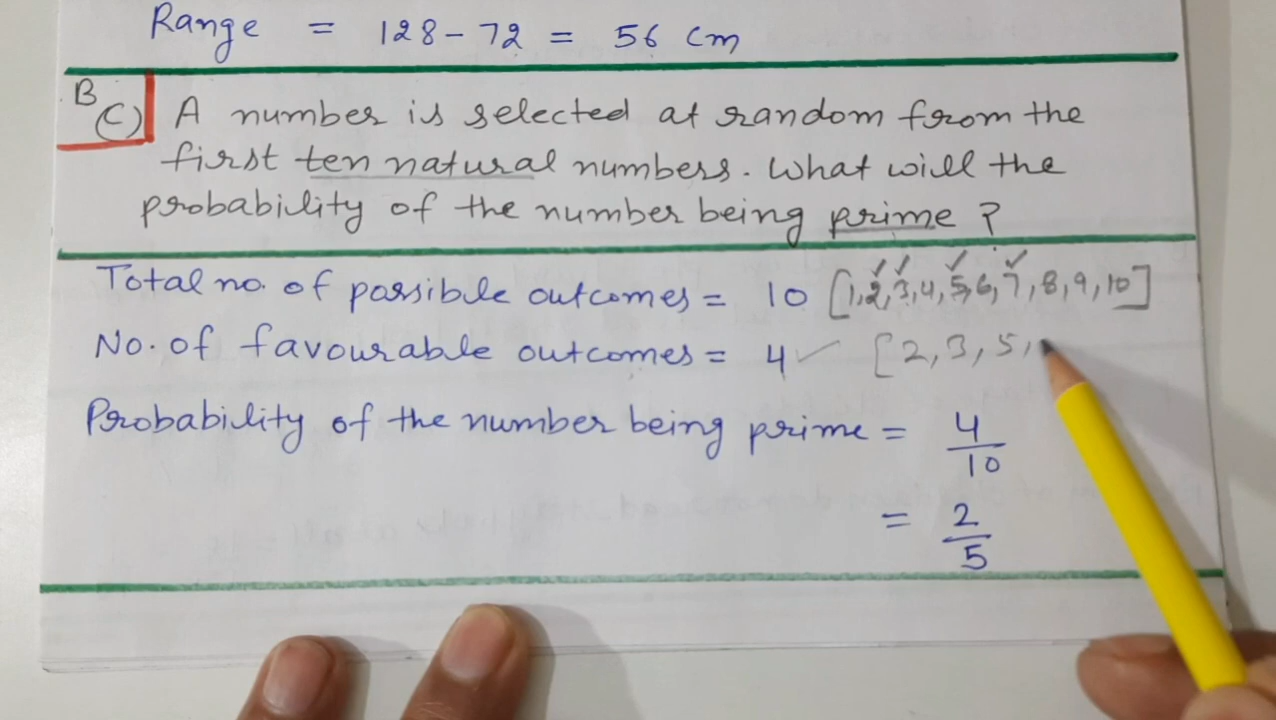 Range = 128 - 72 = 56 cm
B
(C) A number is selected at random from the
first ten natural numbers. What will the
probability of the number being prime ?
Total no. of possible outcomes = 10 [1,2,3,4,5,6,7,8,9,10]
No. of favourable outcomes = 4 ✓ [2,3,5,
Probability of the number being prime = 4/10
= 2/5